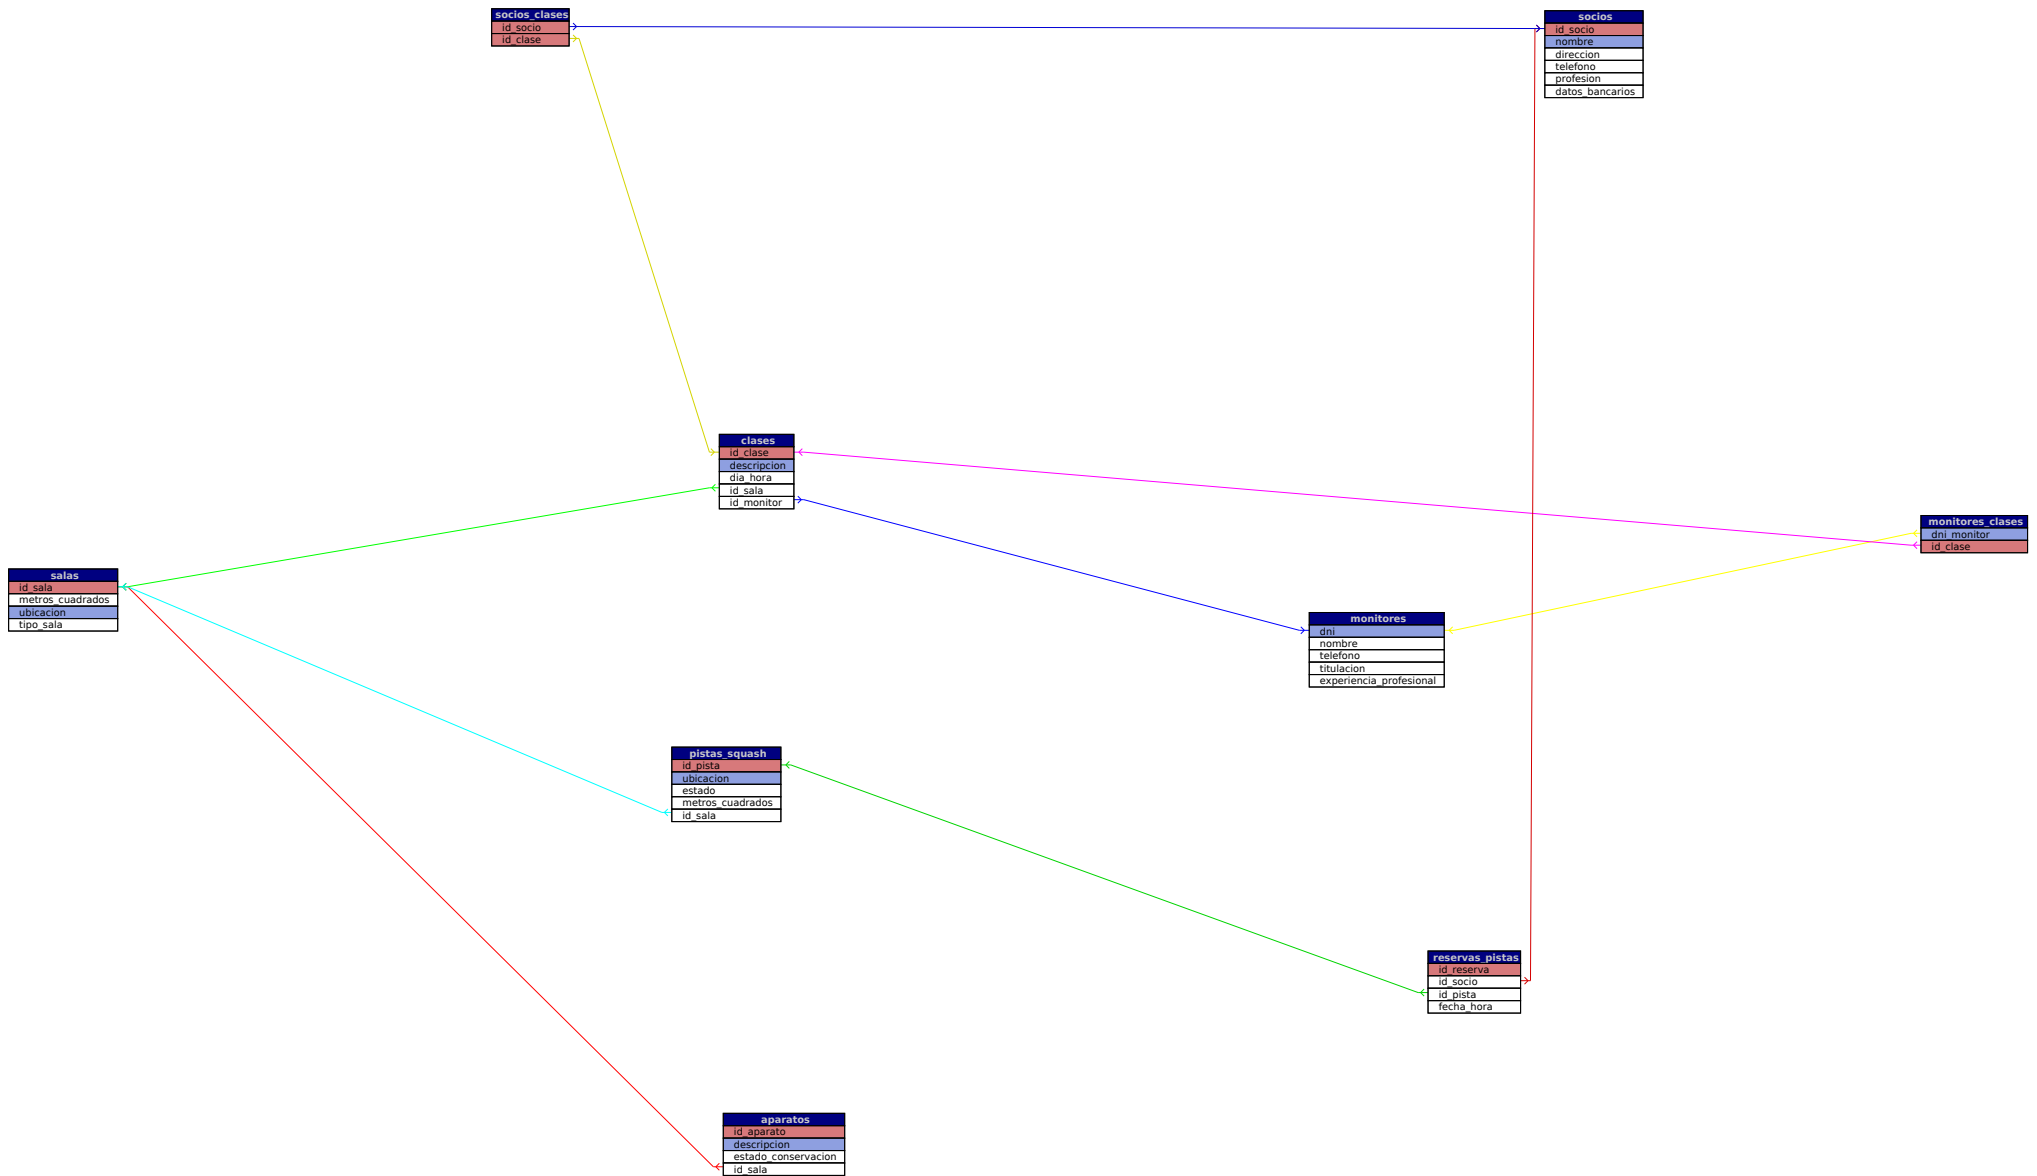 socios_clases
id_socio
id_clase
socios
id_socio
nombre
direccion
telefono
profesion
datos_bancarios
clases
id_clase
descripcion
dia_hora
id_sala
id_monitor
monitores_clases
dni_monitor
id_clase
salas
id_sala
metros_cuadrados
ubicacion
tipo_sala
monitores
dni
nombre
telefono
titulacion
experiencia_profesional
pistas_squash
id_pista
ubicacion
estado
metros_cuadrados
id_sala
reservas_pistas
id_reserva
id_socio
id_pista
fecha_hora
aparatos
id_aparato
descripcion
estado_conservacion
id_sala